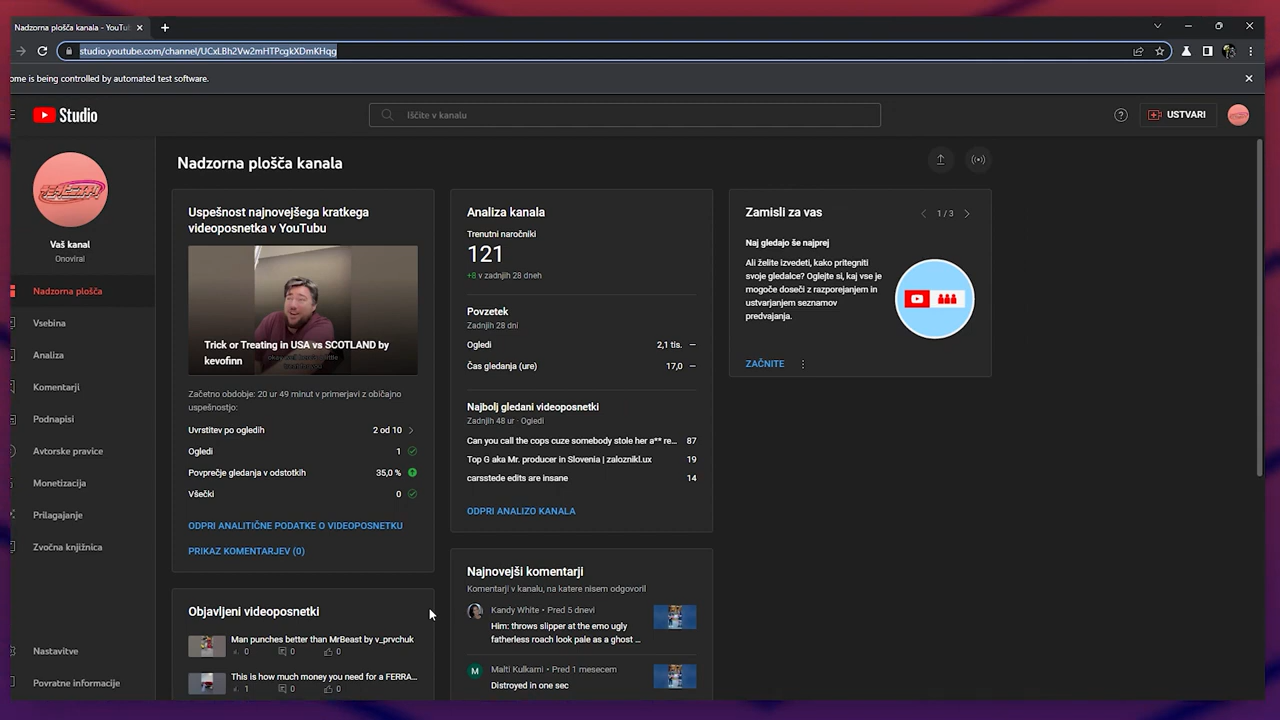 Nadzorna plošča kanala - YouTu
studio.youtube.com/channel/UCxLBh2Vw2mHTPcgkXDmKHqg
ome is being controlled by automated test software.
Studio
Iščite v kanalu
USTVARI
Vaš kanal
Onoviral
Nadzorna plošča
Vsebina
Analiza
Komentarji
Podnapisi
Avtorske pravice
Monetizacija
Prilagajanje
Zvočna knjižnica
Nastavitve
Povratne informacije
Nadzorna plošča kanala
Uspešnost najnovejšega kratkega
videoposnetka v YouTubu
Trick or Treating in USA vs SCOTLAND by
kevofinn
Začetno obdobje: 20 ur 49 minut v primerjavi z običajno
uspešnostjo:
Uvrstitev po ogledih 2 od 10
Ogledi 1
Povprečje gledanja v odstotkih 35,0 %
Všečki 0
ODPRI ANALITIČNE PODATKE O VIDEOPOSNETKU
PRIKAZ KOMENTARJEV (0)
Objavljeni videoposnetki
Man punches better than MrBeast by v_prvchuk
0 0 0
This is how much money you need for a FERRA...
1 0 0
Analiza kanala
Trenutni naročniki
121
+8 v zadnjih 28 dneh
Povzetek
Zadnjih 28 dni
Ogledi 2,1 tis. —
Čas gledanja (ure) 17,0 —
Najbolj gledani videoposnetki
Zadnjih 48 ur · Ogledi
Can you call the cops cuze somebody stole her a** re... 87
Top G aka Mr. producer in Slovenia | zaloznikl.ux 19
carsstede edits are insane 14
ODPRI ANALIZO KANALA
Najnovejši komentarji
Komentarji v kanalu, na katere nisem odgovoril
Kandy White • Pred 5 dnevi
Him: throws slipper at the emo ugly
fatherless roach look pale as a ghost ...
M
Malti Kulkarni • Pred 1 mesecem
Distroyed in one sec
Zamisli za vas
1 / 3
Naj gledajo še naprej
Ali želite izvedeti, kako pritegniti
svoje gledalce? Oglejte si, kaj vse je
mogoče doseči z razporejanjem in
ustvarjanjem seznamov
predvajanja.
ZAČNITE